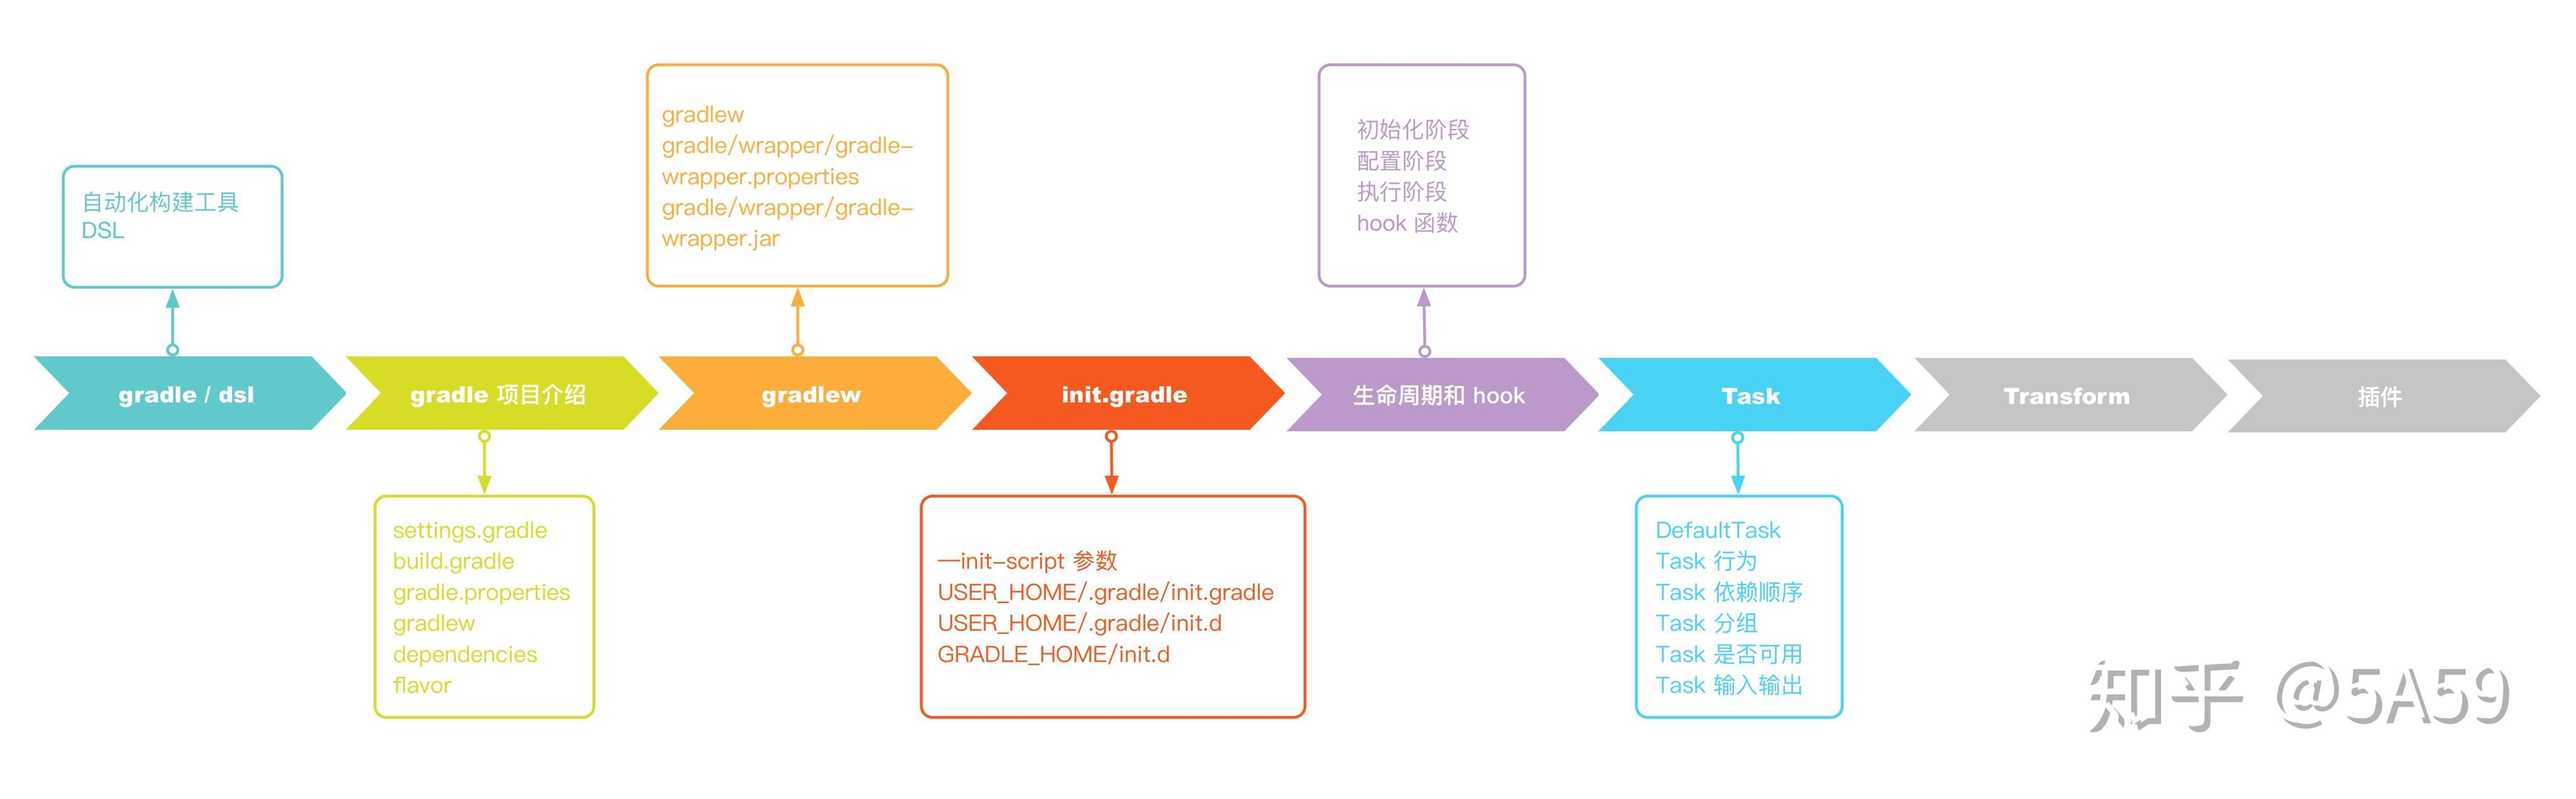 自动化构建工具
DSL
gradlew
gradle/wrapper/gradle-
wrapper.properties
gradle/wrapper/gradle-
wrapper.jar
初始化阶段
配置阶段
执行阶段
hook 函数
gradle / dsl
gradle 项目介绍
gradlew
init.gradle
生命周期和 hook
Task
Transform
插件
settings.gradle
build.gradle
gradle.properties
gradlew
dependencies
flavor
—init-script 参数
USER_HOME/.gradle/init.gradle
USER_HOME/.gradle/init.d
GRADLE_HOME/init.d
DefaultTask
Task 行为
Task 依赖顺序
Task 分组
Task 是否可用
Task 输入输出
知乎 @5A59